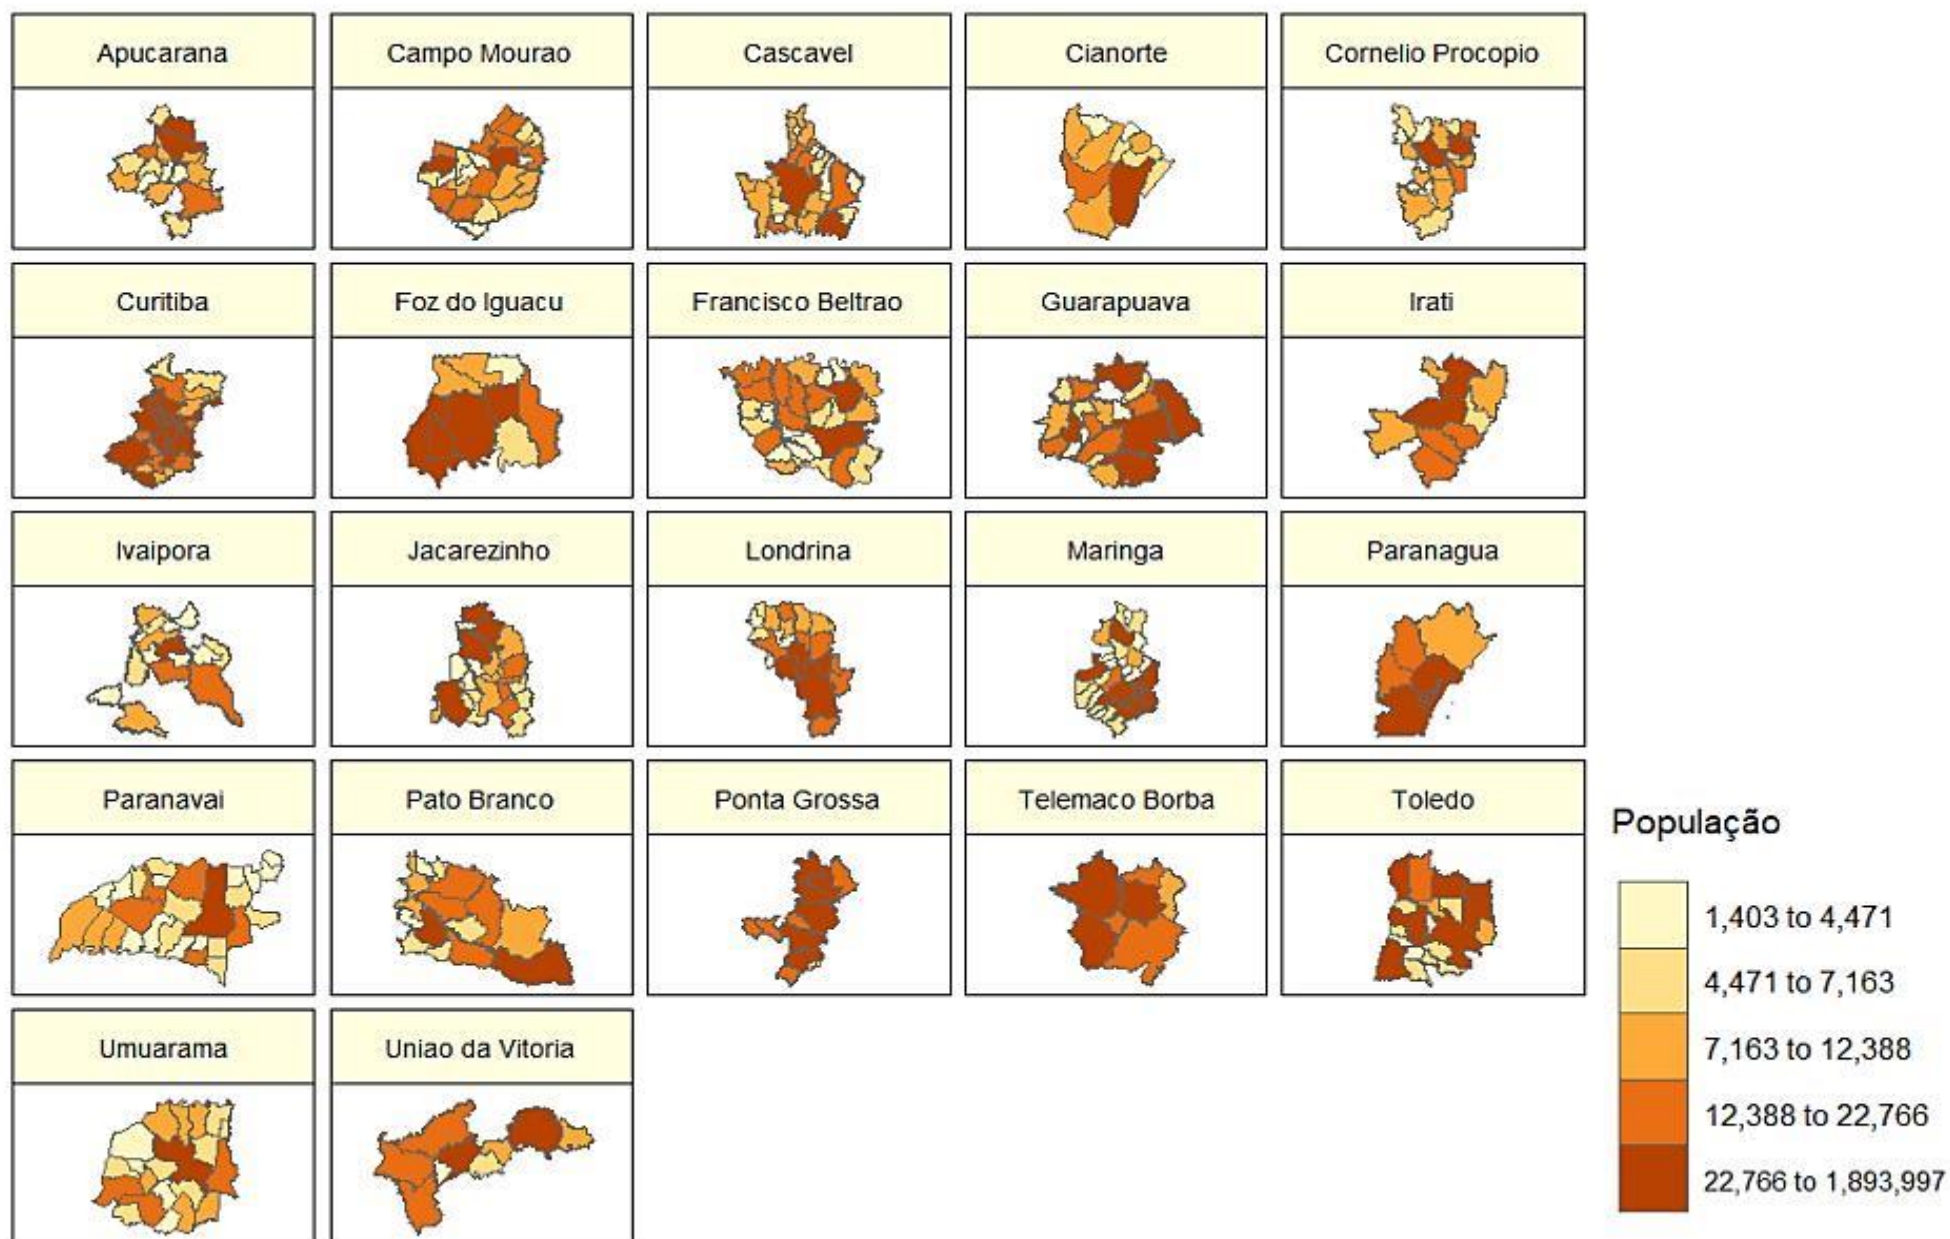 Apucarana
Campo Mourao
Cascavel
Cianorte
Cornelio Procopio
Curitiba
Foz do Iguacu
Francisco Beltrao
Guarapuava
Irati
Ivaipora
Jacarezinho
Londrina
Maringa
Paranagua
Paranavai
Pato Branco
Ponta Grossa
Telemaco Borba
Toledo
Umuarama
Uniao da Vitoria
População
1,403 to 4,471
4,471 to 7,163
7,163 to 12,388
12,388 to 22,766
22,766 to 1,893,997